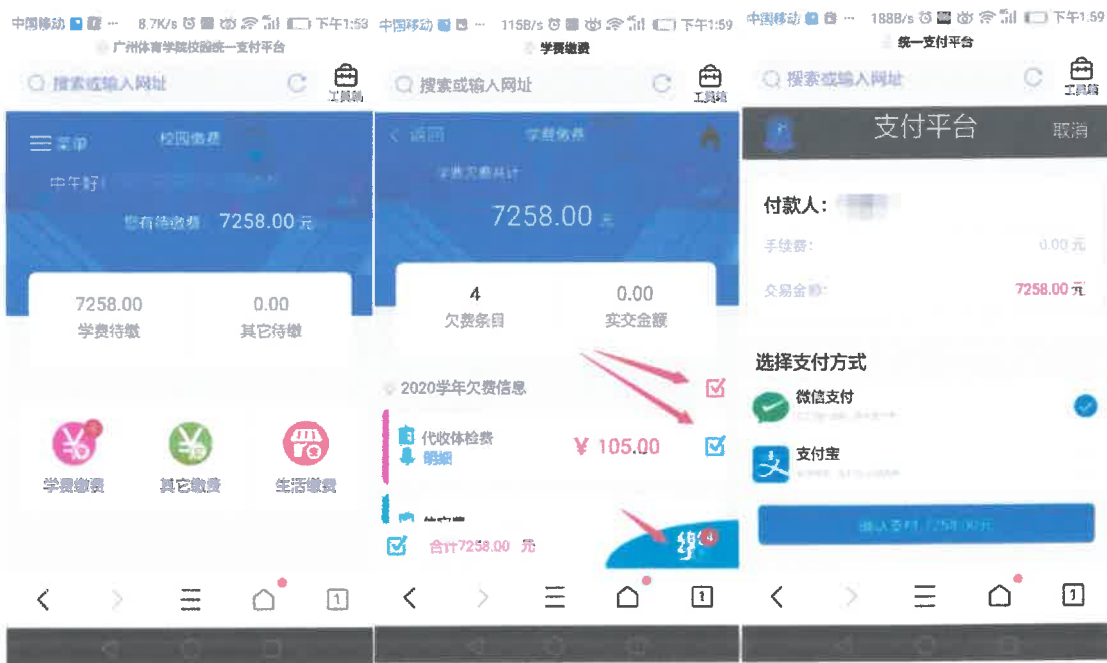 中国移动 8.7K/s 下午1:53
广州体育学院校园统一支付平台
搜索或输入网址
工具箱
菜单
校园缴费
中午好!
您有待缴费 7258.00 元
7258.00
学费待缴
0.00
其它待缴
学费缴费
其它缴费
生活缴费
1
中国移动 115B/s 下午1:59
学费缴费
搜索或输入网址
工具箱
返回
学费缴费
学费欠费共计
7258.00 元
4
欠费条目
0.00
实交金额
2020学年欠费信息
代收体检费
明细
¥ 105.00
合计7258.00 元
缴
4
1
中国移动 188B/s 下午1:59
统一支付平台
搜索或输入网址
工具箱
支付平台
取消
付款人:
手续费:
0.00 元
交易金额:
7258.00 元
选择支付方式
微信支付
支付宝
确认支付 7258.00元
1